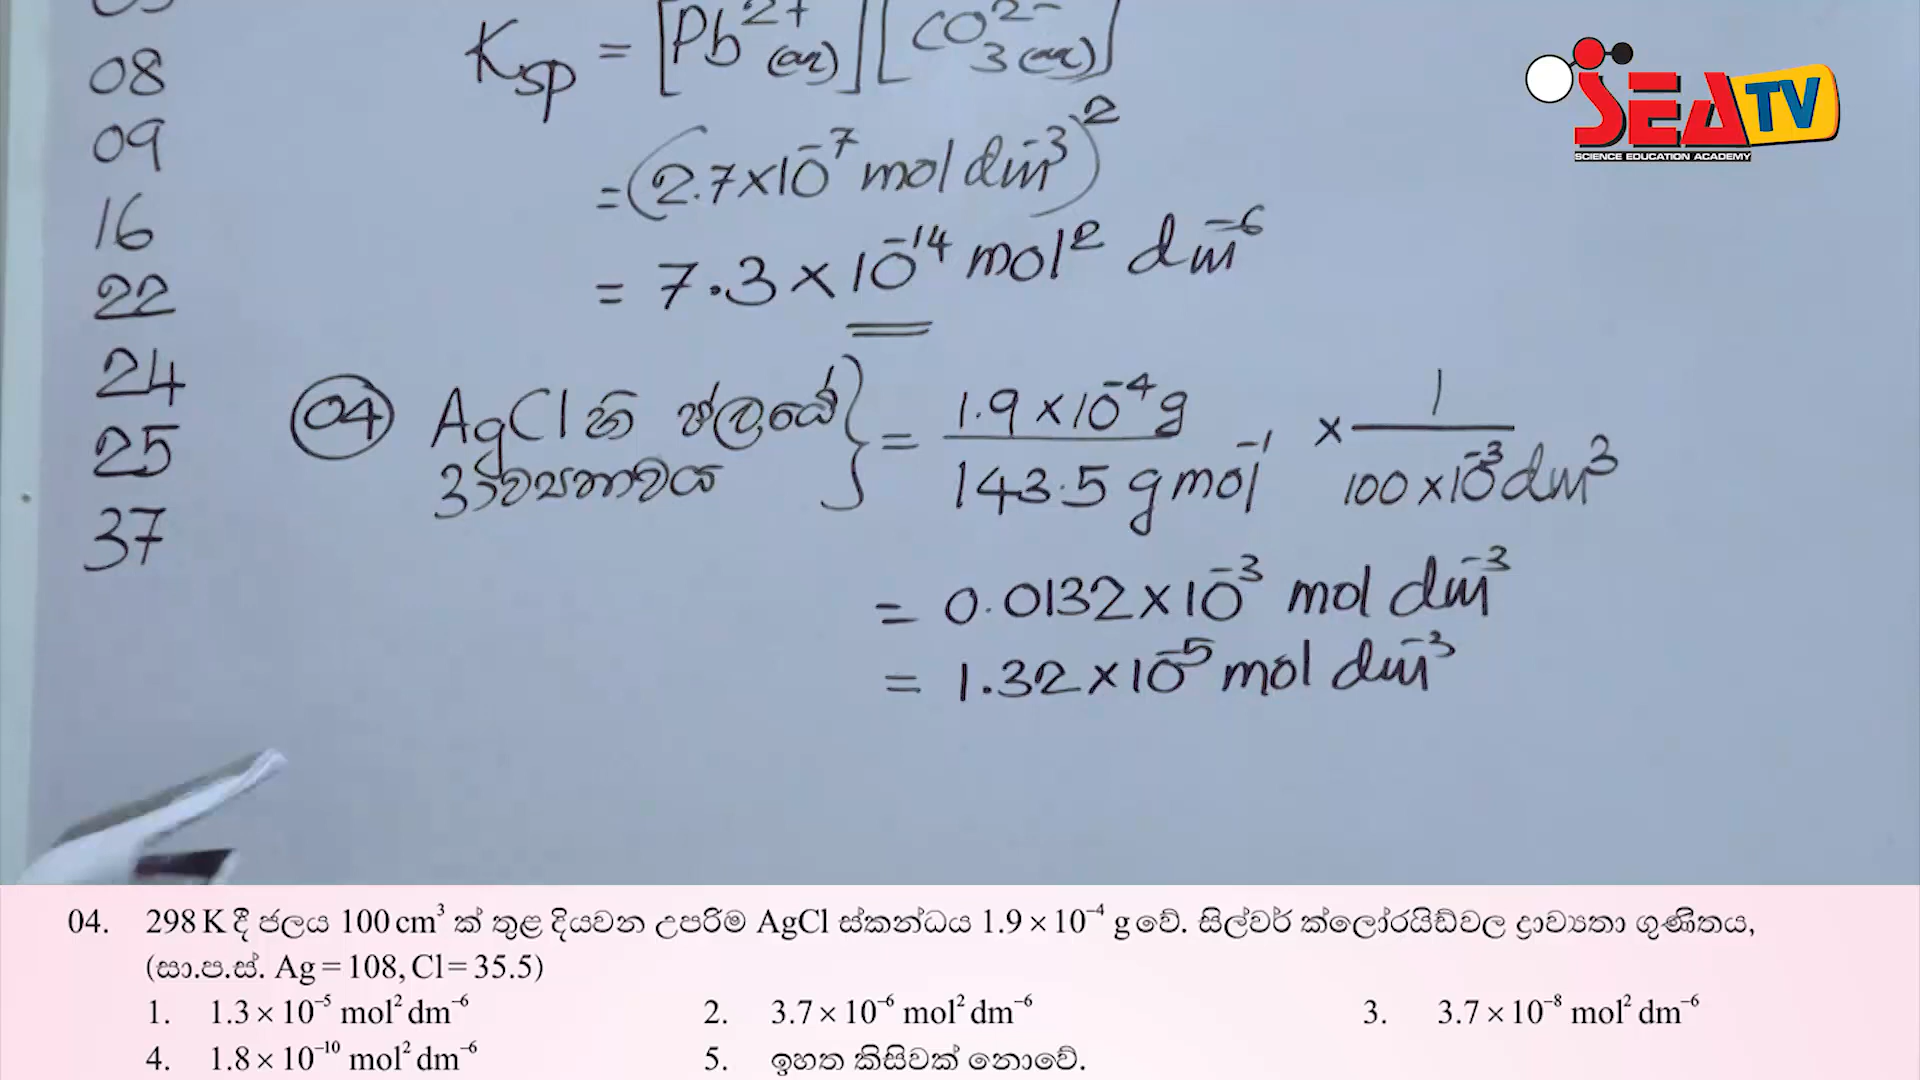 08
09
16
22
24
25
37
Ksp = [Pb²⁺(aq)][CO₃²⁻(aq)]
= (2.7×10⁻⁷ mol dm⁻³)²
= 7.3 × 10⁻¹⁴ mol² dm⁻⁶
04 AgCl හි ජලයේ ද්‍රාව්‍යතාවය } = 1.9 × 10⁻⁴ g / 143.5 g mol⁻¹ × 1 / 100 × 10⁻³ dm³
= 0.0132 × 10⁻³ mol dm⁻³
= 1.32 × 10⁻⁵ mol dm⁻³
SEA TV
SCIENCE EDUCATION ACADEMY
04. 298 K දී ජලය 100 cm³ ක් තුළ දියවන උපරිම AgCl ස්කන්ධය 1.9 × 10⁻⁴ g වේ. සිල්වර් ක්ලෝරයිඩ්වල ද්‍රාව්‍යතා ගුණිතය,
(සා.ප.ස්. Ag = 108, Cl = 35.5)
1. 1.3 × 10⁻⁵ mol² dm⁻⁶ 2. 3.7 × 10⁻⁶ mol² dm⁻⁶ 3. 3.7 × 10⁻⁸ mol² dm⁻⁶
4. 1.8 × 10⁻¹⁰ mol² dm⁻⁶ 5. ඉහත කිසිවක් නොවේ.